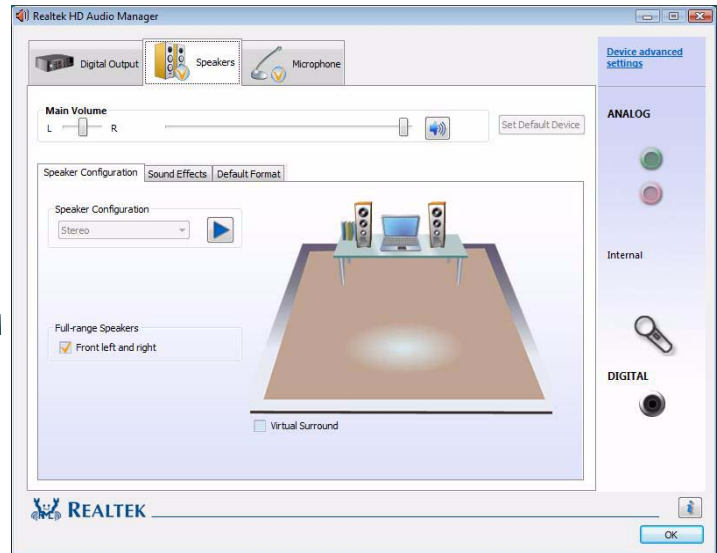 Realtek HD Audio Manager
Digital Output
Speakers
Microphone
Device advanced
settings
Main Volume
L
R
Set Default Device
ANALOG
Speaker Configuration
Sound Effects
Default Format
Speaker Configuration
Stereo
Internal
Full-range Speakers
Front left and right
DIGITAL
Virtual Surround
REALTEK
i
OK